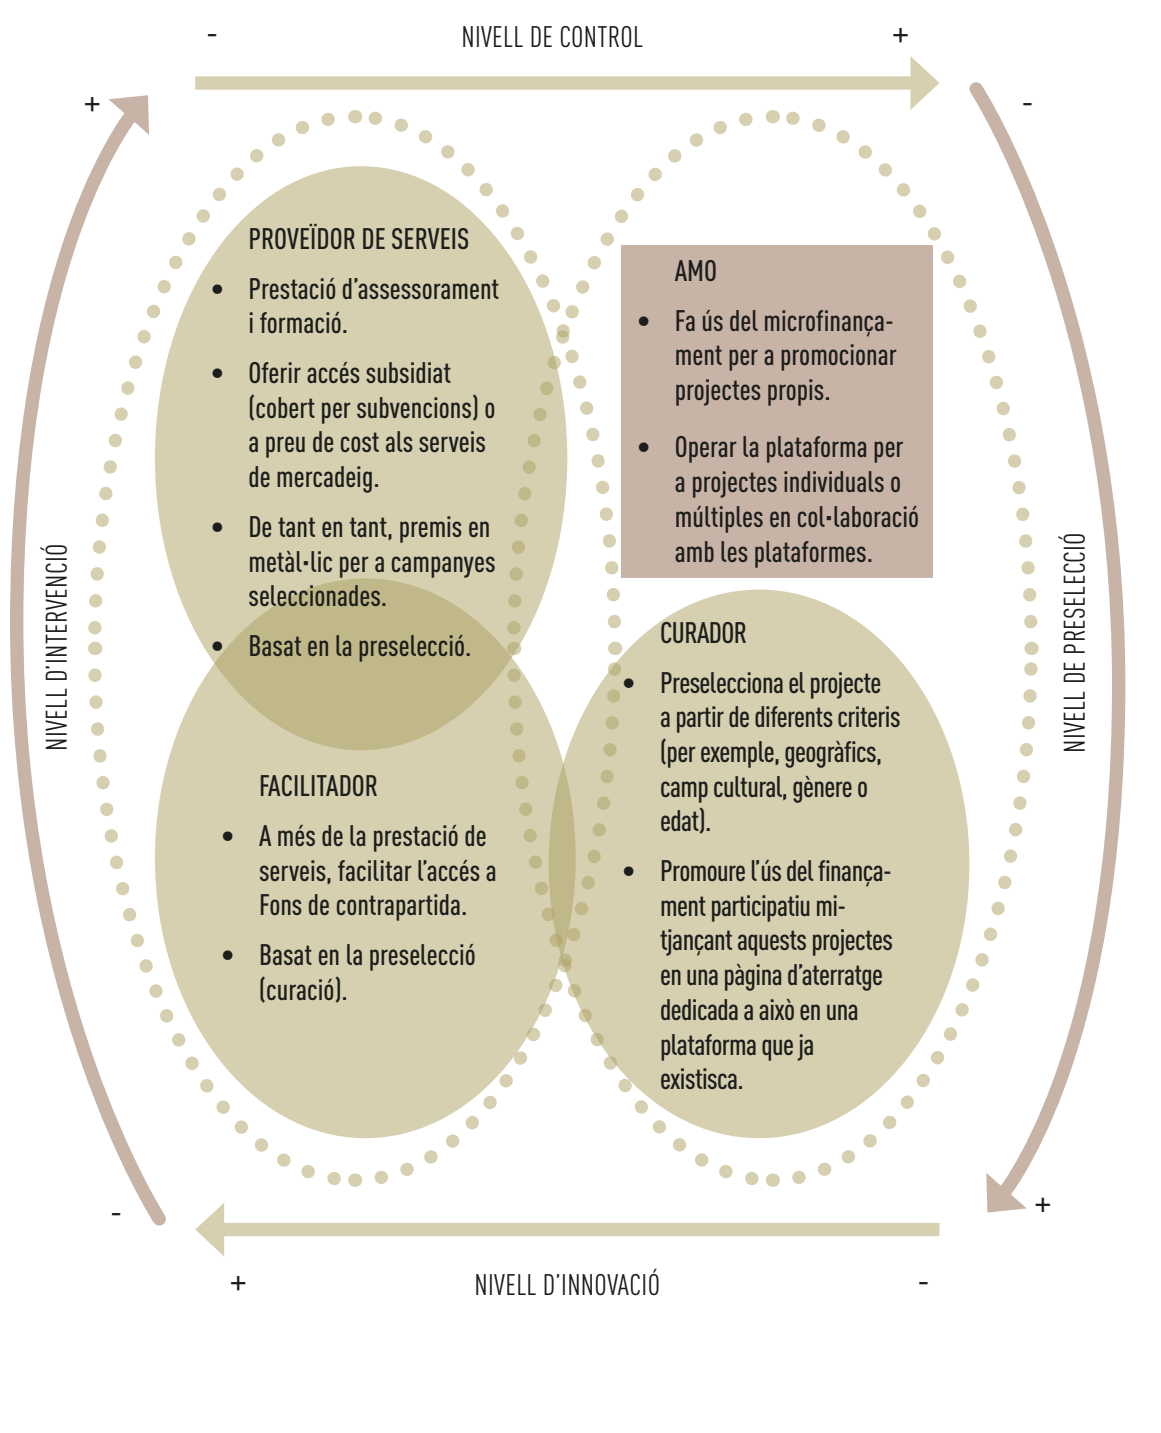 NIVELL DE CONTROL
-
+
+
-
PROVEÏDOR DE SERVEIS
• Prestació d’assessorament
i formació.
• Oferir accés subsidiat
(cobert per subvencions) o
a preu de cost als serveis
de mercadeig.
• De tant en tant, premis en
metàl·lic per a campanyes
seleccionades.
• Basat en la preselecció.
AMO
• Fa ús del microfinança-
ment per a promocionar
projectes propis.
• Operar la plataforma per
a projectes individuals o
múltiples en col·laboració
amb les plataformes.
NIVELL D’INTERVENCIÓ
NIVELL DE PRESELECCIÓ
FACILITADOR
• A més de la prestació de
serveis, facilitar l’accés a
Fons de contrapartida.
• Basat en la preselecció
(curació).
CURADOR
• Preselecciona el projecte
a partir de diferents criteris
(per exemple, geogràfics,
camp cultural, gènere o
edat).
• Promoure l’ús del finança-
ment participatiu mi-
tjançant aquests projectes
en una pàgina d’aterratge
dedicada a això en una
plataforma que ja
existisca.
-
+
+
-
NIVELL D’INNOVACIÓ